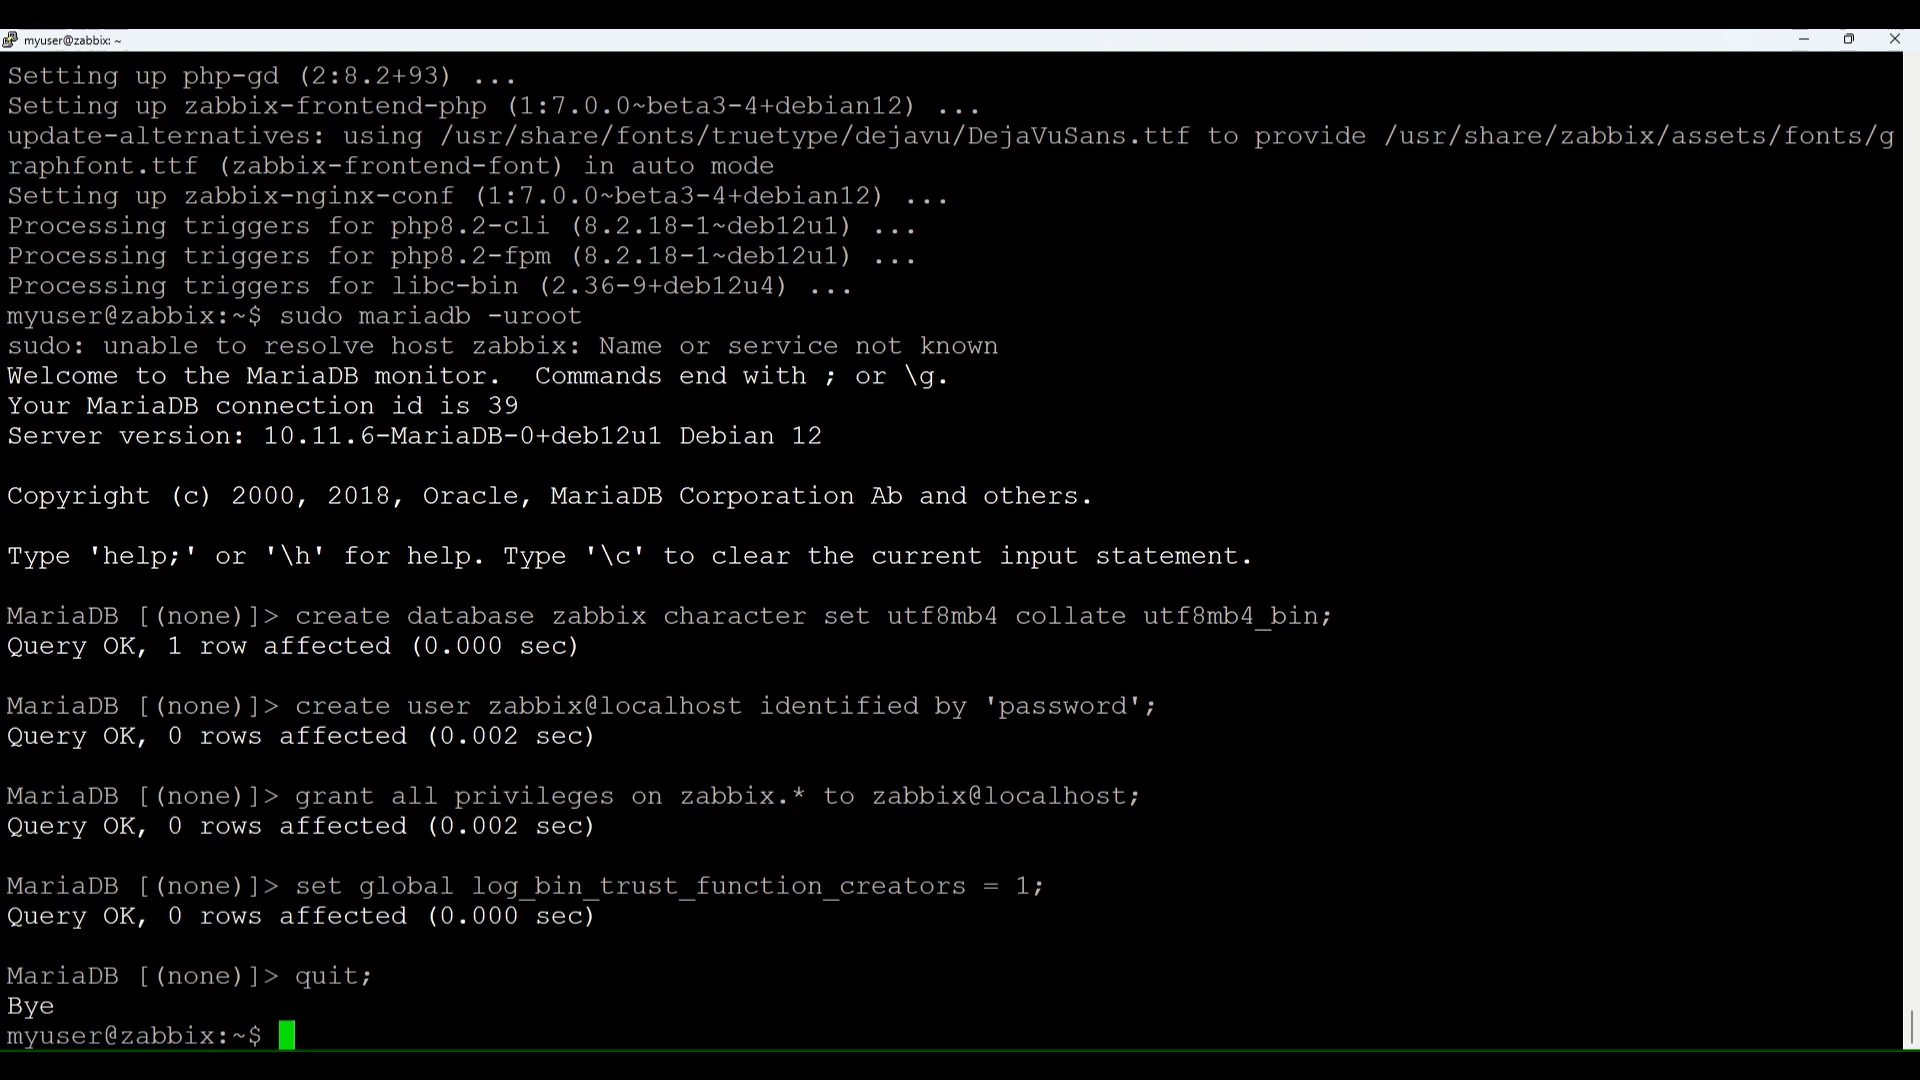 myuser@zabbix: ~
Setting up php-gd (2:8.2+93) ...
Setting up zabbix-frontend-php (1:7.0.0~beta3-4+debian12) ...
update-alternatives: using /usr/share/fonts/truetype/dejavu/DejaVuSans.ttf to provide /usr/share/zabbix/assets/fonts/g
raphfont.ttf (zabbix-frontend-font) in auto mode
Setting up zabbix-nginx-conf (1:7.0.0~beta3-4+debian12) ...
Processing triggers for php8.2-cli (8.2.18-1~deb12u1) ...
Processing triggers for php8.2-fpm (8.2.18-1~deb12u1) ...
Processing triggers for libc-bin (2.36-9+deb12u4) ...
myuser@zabbix:~$ sudo mariadb -uroot
sudo: unable to resolve host zabbix: Name or service not known
Welcome to the MariaDB monitor.  Commands end with ; or \g.
Your MariaDB connection id is 39
Server version: 10.11.6-MariaDB-0+deb12u1 Debian 12
Copyright (c) 2000, 2018, Oracle, MariaDB Corporation Ab and others.
Type 'help;' or '\h' for help. Type '\c' to clear the current input statement.
MariaDB [(none)]> create database zabbix character set utf8mb4 collate utf8mb4_bin;
Query OK, 1 row affected (0.000 sec)
MariaDB [(none)]> create user zabbix@localhost identified by 'password';
Query OK, 0 rows affected (0.002 sec)
MariaDB [(none)]> grant all privileges on zabbix.* to zabbix@localhost;
Query OK, 0 rows affected (0.002 sec)
MariaDB [(none)]> set global log_bin_trust_function_creators = 1;
Query OK, 0 rows affected (0.000 sec)
MariaDB [(none)]> quit;
Bye
myuser@zabbix:~$